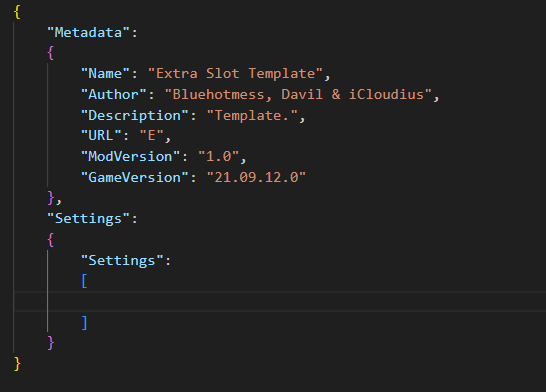 {
"Metadata":
{
"Name": "Extra Slot Template",
"Author": "Bluehotmess, Davil & iCloudius",
"Description": "Template.",
"URL": "E",
"ModVersion": "1.0",
"GameVersion": "21.09.12.0"
},
"Settings":
{
"Settings":
[
]
}
}